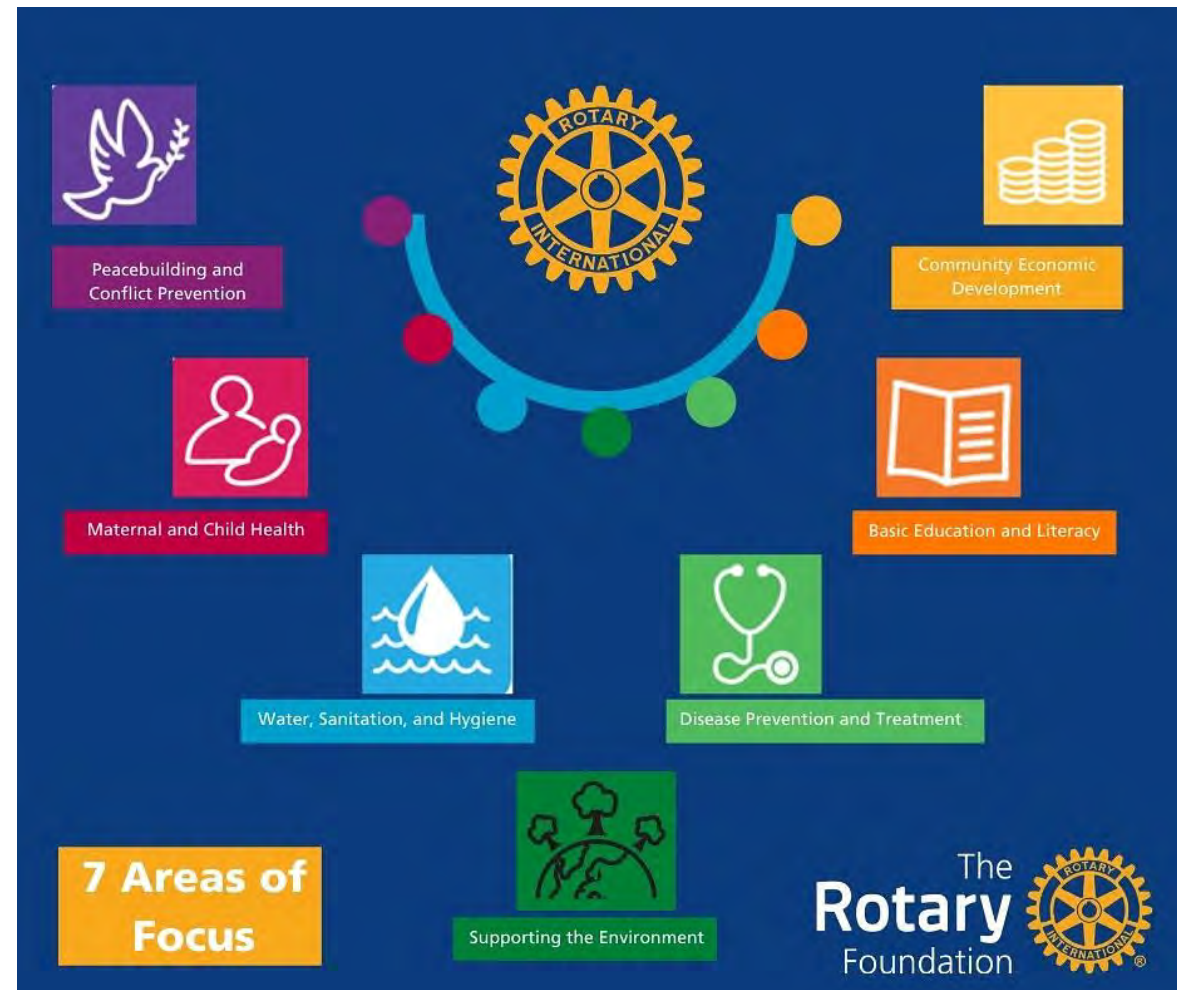 ROTARY
INTERNATIONAL
Peacebuilding and
Conflict Prevention
Community Economic
Development
Maternal and Child Health
Basic Education and Literacy
Water, Sanitation, and Hygiene
Disease Prevention and Treatment
Supporting the Environment
7 Areas of
Focus
The
Rotary
Foundation
ROTARY
INTERNATIONAL
®